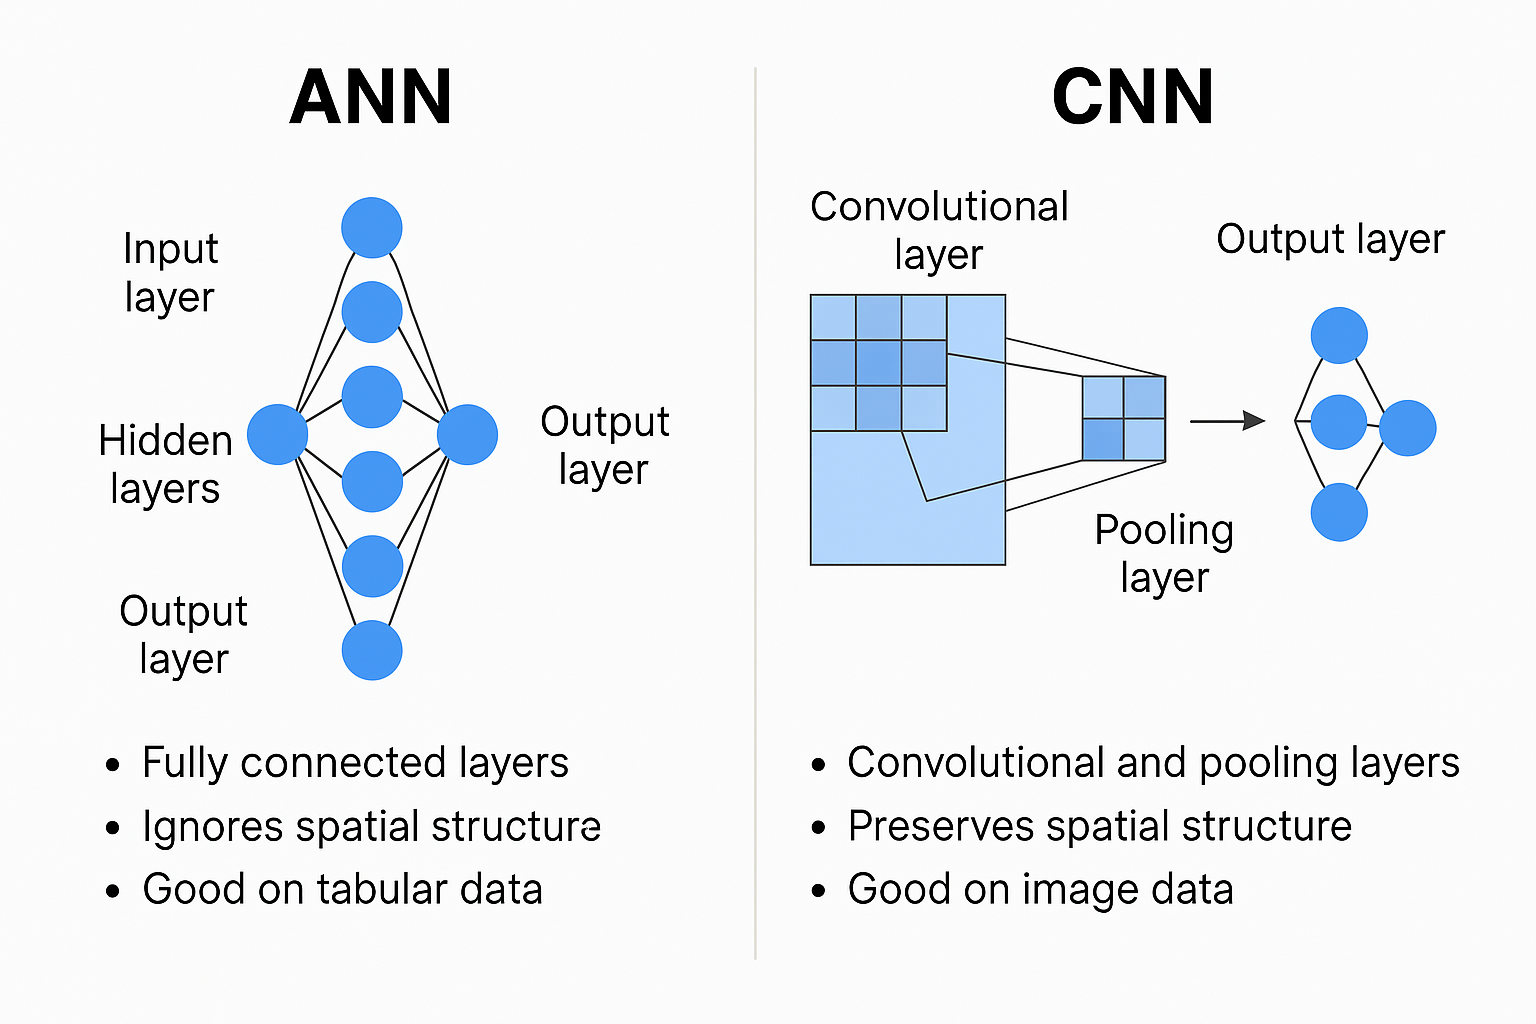 ANN
Input
layer
Hidden
layers
Output
layer
Output
layer
Fully connected layers
Ignores spatial structure
Good on tabular data
CNN
Convolutional
layer
Output layer
Pooling
layer
Convolutional and pooling layers
Preserves spatial structure
Good on image data